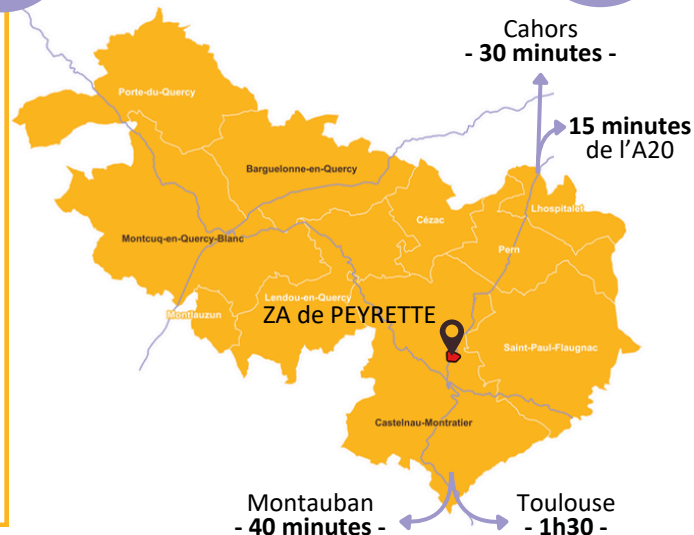 Cahors
- 30 minutes -
15 minutes
de l'A20
Porte-du-Quercy
Barguelonne-en-Quercy
Lhospitalet
Cézac
Montcuq-en-Quercy-Blanc
Pern
Lendou-en-Quercy
Montlauzun
ZA de PEYRETTE
Saint-Paul-Flaugnac
Castelnau-Montratier
Montauban
- 40 minutes -
Toulouse
- 1h30 -